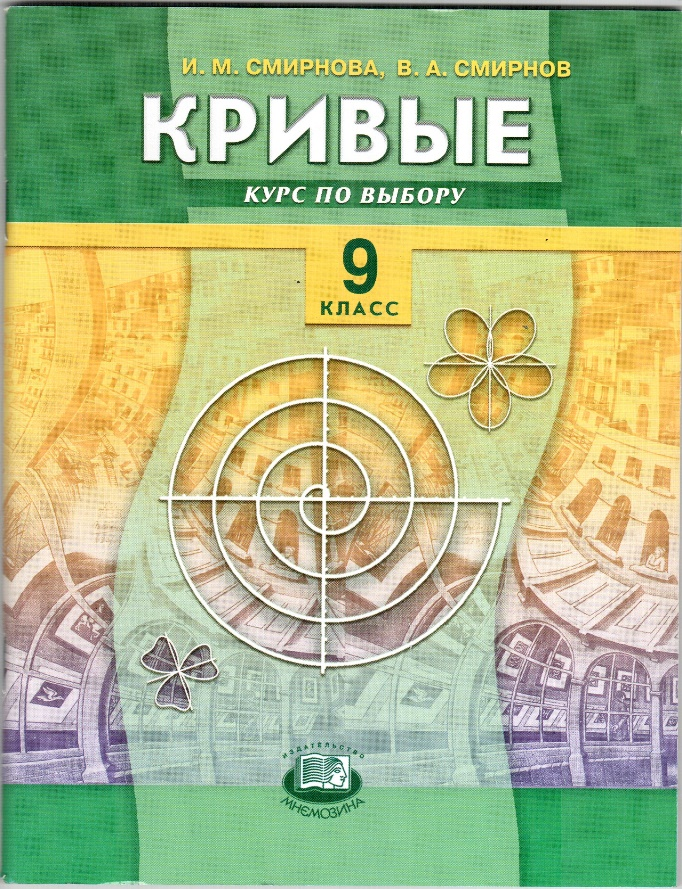 И. М. СМИРНОВА, В. А. СМИРНОВ
КРИВЫЕ
КУРС ПО ВЫБОРУ
9
КЛАСС
ИЗДАТЕЛЬСТВО
МНЕМОЗИНА